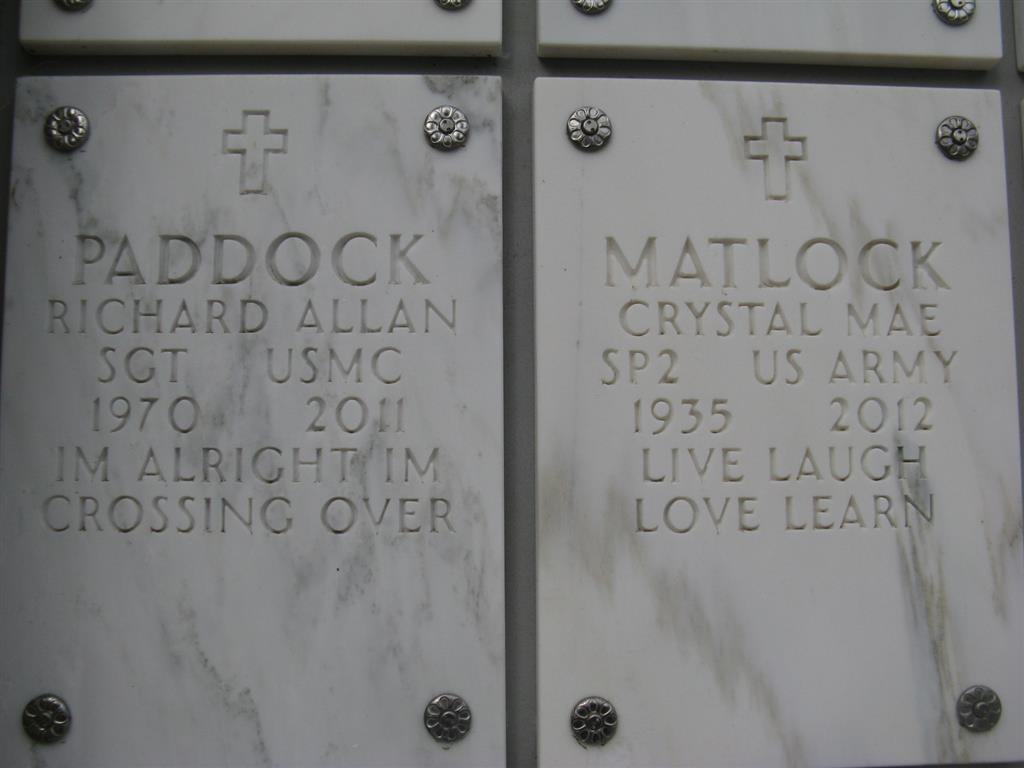 PADDOCK
RICHARD ALLAN
SGT USMC
1970 2011
IM ALRIGHT IM
CROSSING OVER
MATLOCK
CRYSTAL MAE
SP2 US ARMY
1935 2012
LIVE LAUGH
LOVE LEARN